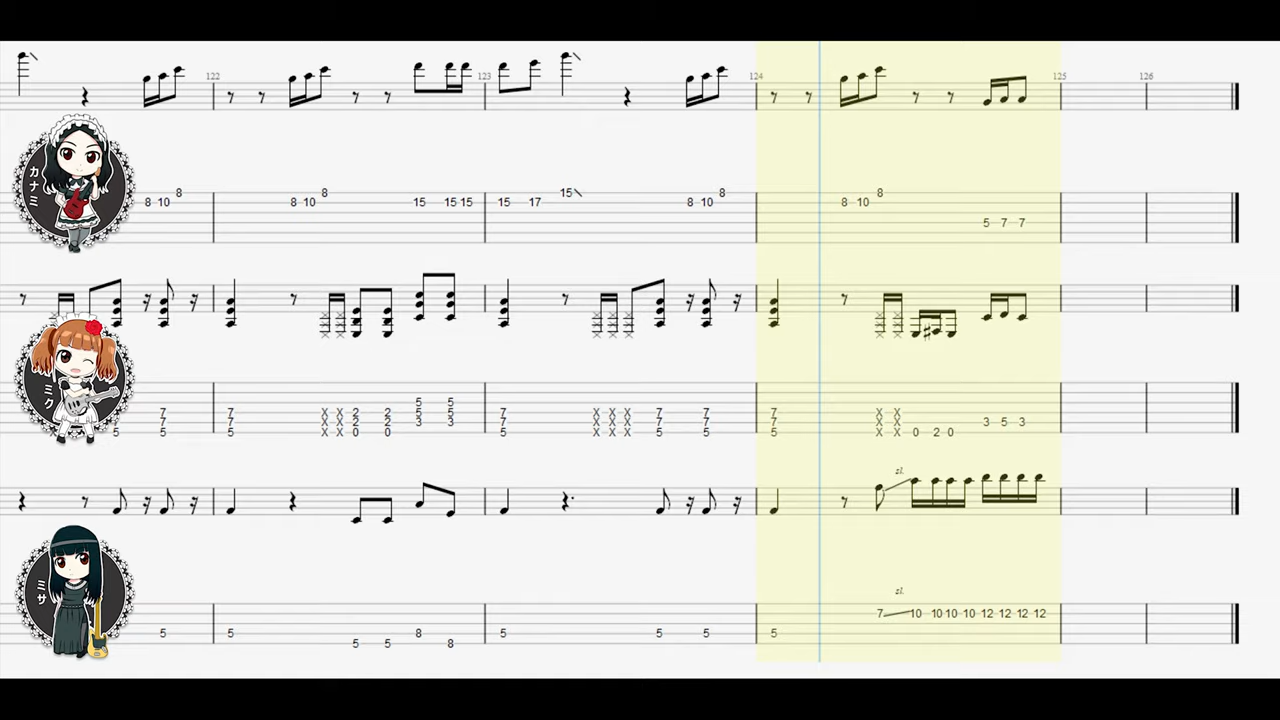 122 123 124 125 126
8 10 8 8 10 8 15 15 15 15 17 15 8 10 8 8 10 8 5 7 7
カナミ
5 5
7 7 X X 2 2 5 5 7 X X X 7 7 7 X X
7 7 X X 2 2 3 3 7 X X X 7 7 7 X X 3 5 3
5 5 X X 0 0 5 X X X 5 5 5 X X 0 2 0
ミク
sl.
sl.
7 10 10 10 10 12 12 12 12
5 5 8 5 5 5 5
5 5 8
ミサ